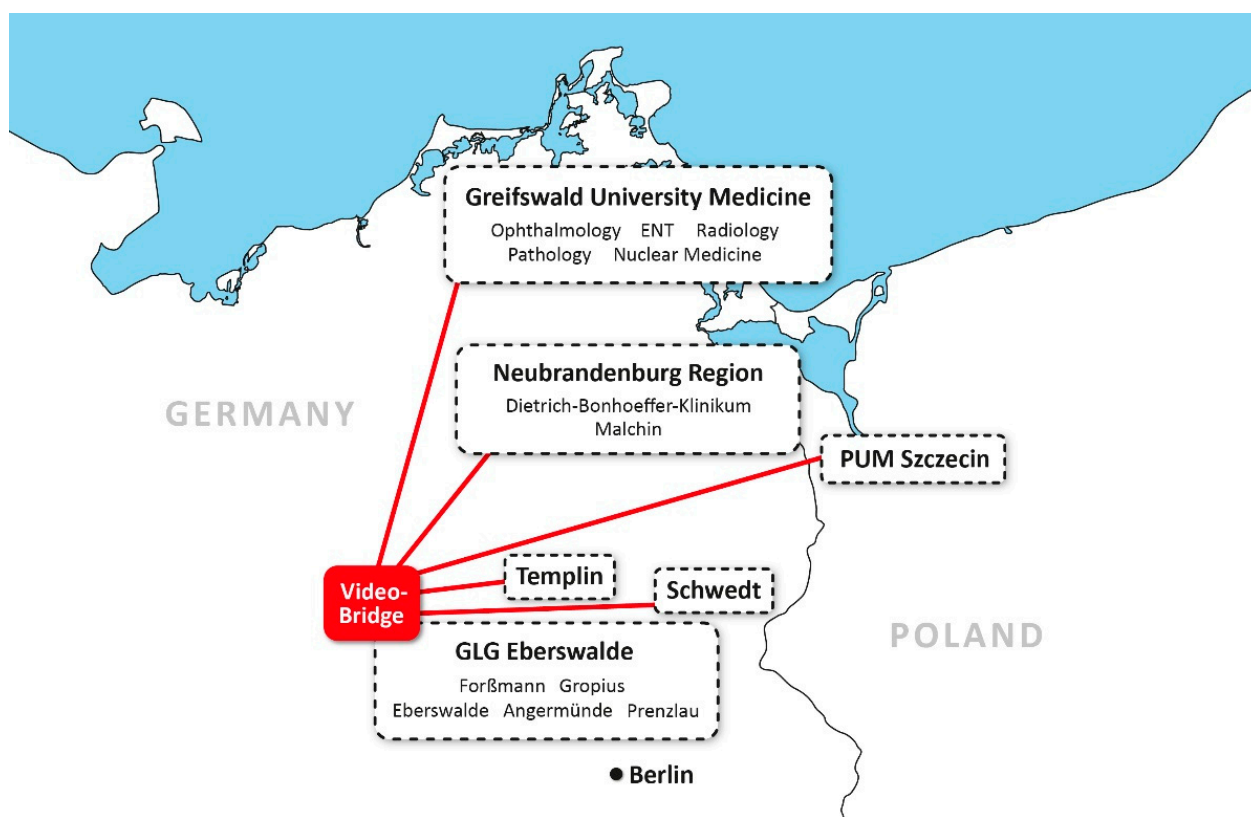 Greifswald University Medicine
Ophthalmology ENT Radiology
Pathology Nuclear Medicine
Neubrandenburg Region
Dietrich-Bonhoeffer-Klinikum
Malchin
GERMANY
PUM Szczecin
Templin
Schwedt
Video-
Bridge
POLAND
GLG Eberswalde
Forßmann Gropius
Eberswalde Angermünde Prenzlau
Berlin